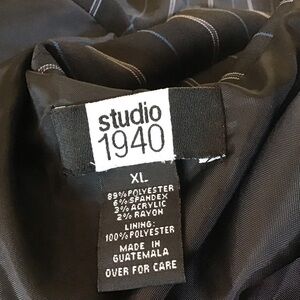 studio
1940
XL
89% POLYESTER
6% SPANDEX
3% ACRYLIC
2% RAYON
LINING:
100% POLYESTER
MADE IN
GUATEMALA
OVER FOR CARE